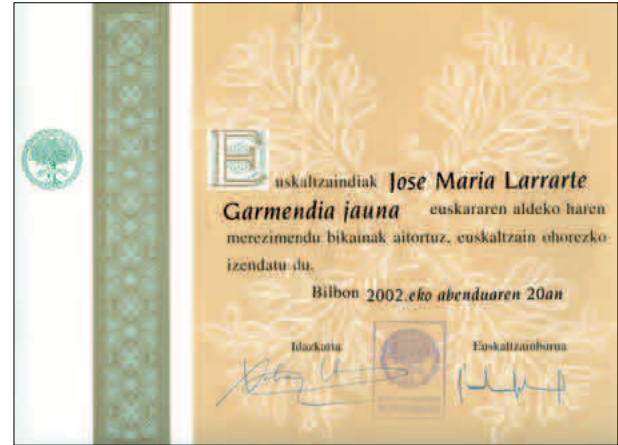 Euskaltzaindiak Jose Maria Larrarte
Garmendia jauna euskararen aldeko haren
merezimendu bikainak aitortuz, euskaltzain ohorezko
izendatu du.
Bilbon 2002.eko abenduaren 20an
Idazkaria Euskaltzainburua